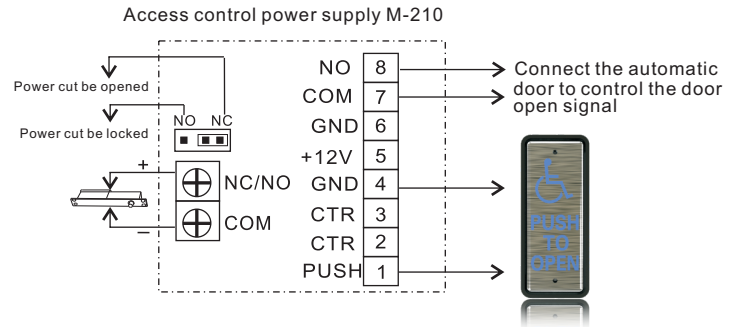 Access control power supply M-210
Power cut be opened
Power cut be locked
NO NC
+
NC/NO
COM
–
NO 8
COM 7
GND 6
+12V 5
GND 4
CTR 3
CTR 2
PUSH 1
Connect the automatic
door to control the door
open signal
PUSH
TO
OPEN